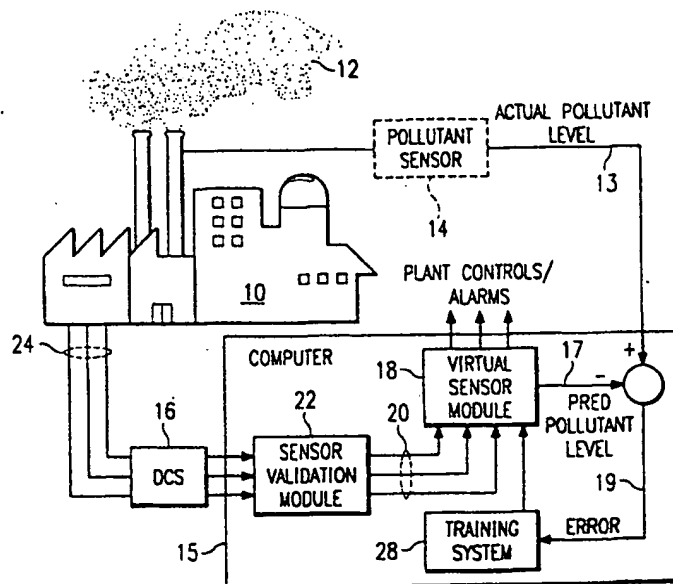 12
POLLUTANT
SENSOR
14
ACTUAL POLLUTANT
LEVEL
13
10
PLANT CONTROLS/
ALARMS
24
COMPUTER
18
VIRTUAL
SENSOR
MODULE
17
+
-
PRED
POLLUTANT
LEVEL
16
DCS
22
SENSOR
VALIDATION
MODULE
20
19
15
28
TRAINING
SYSTEM
ERROR